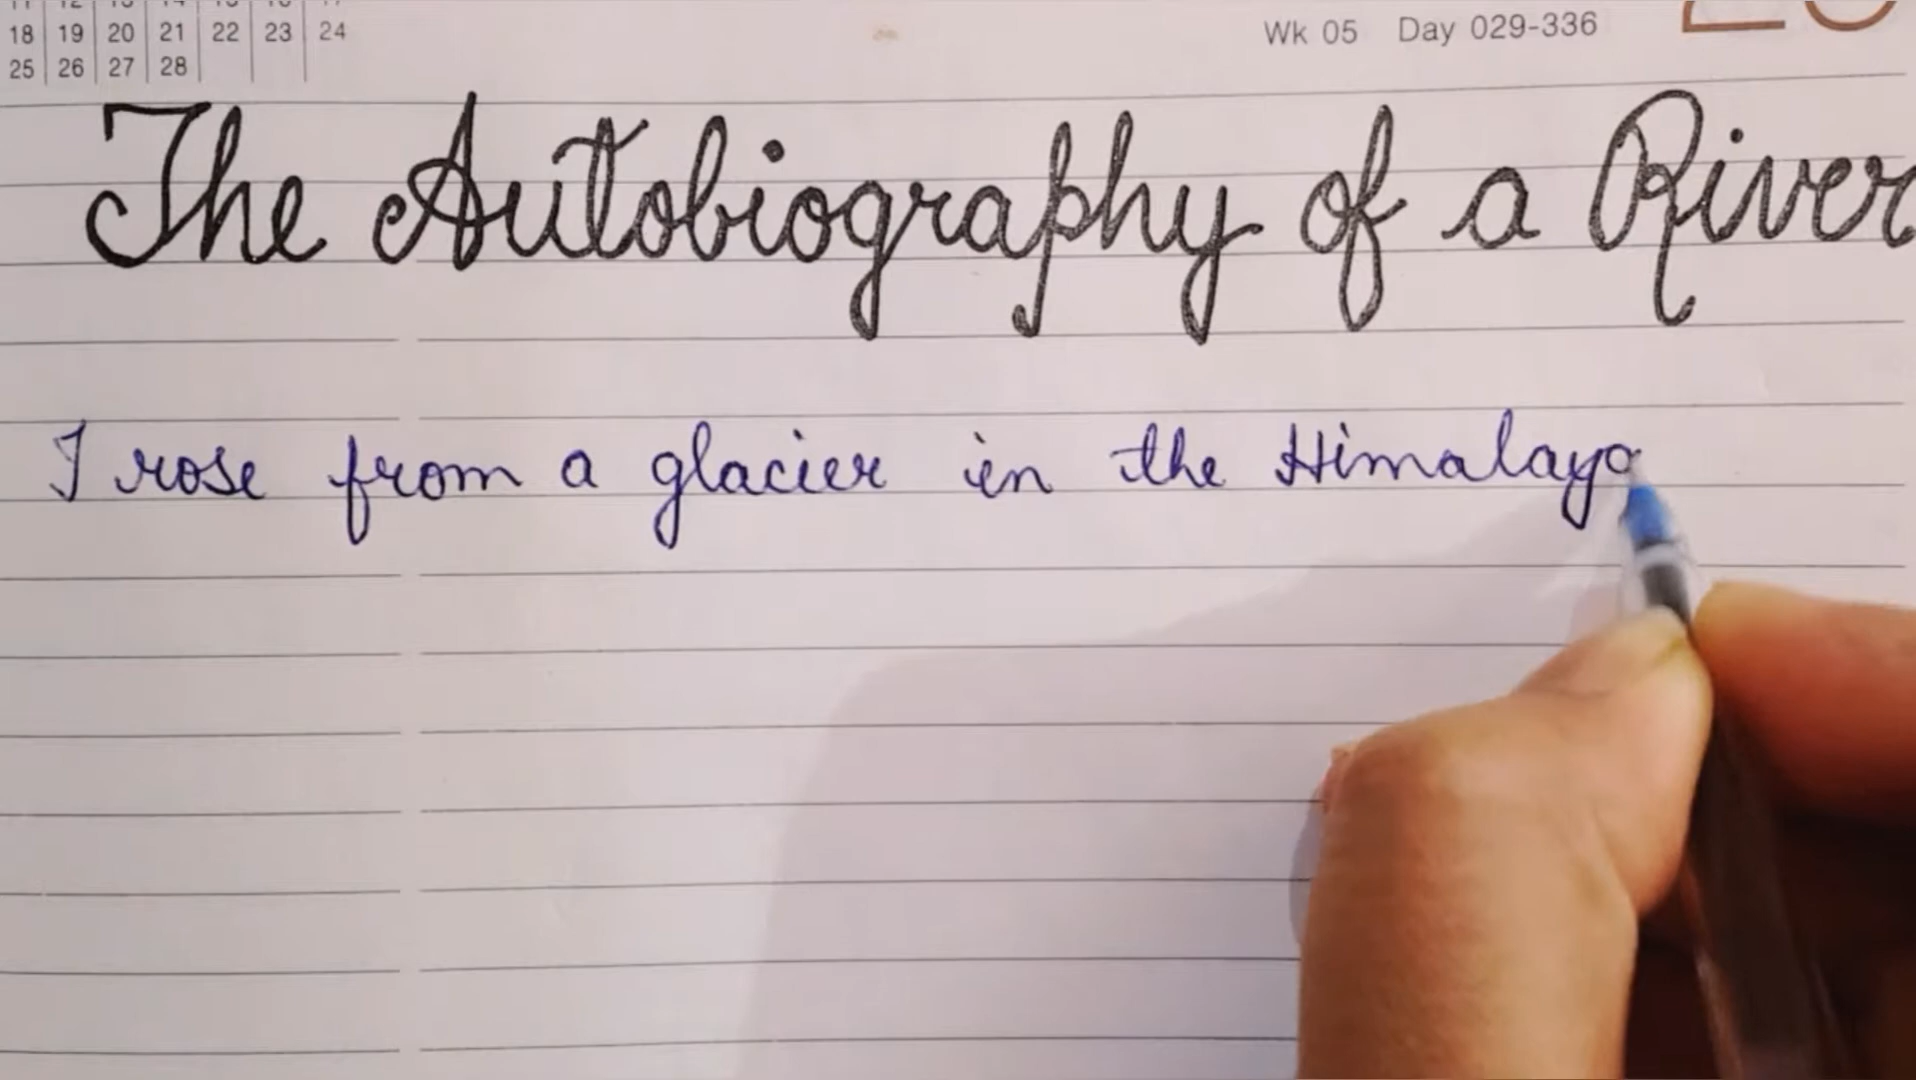 18 19 20 21 22 23 24
25 26 27 28
Wk 05 Day 029-336
The Autobiography of a River
I rose from a glacier in the Himalaya